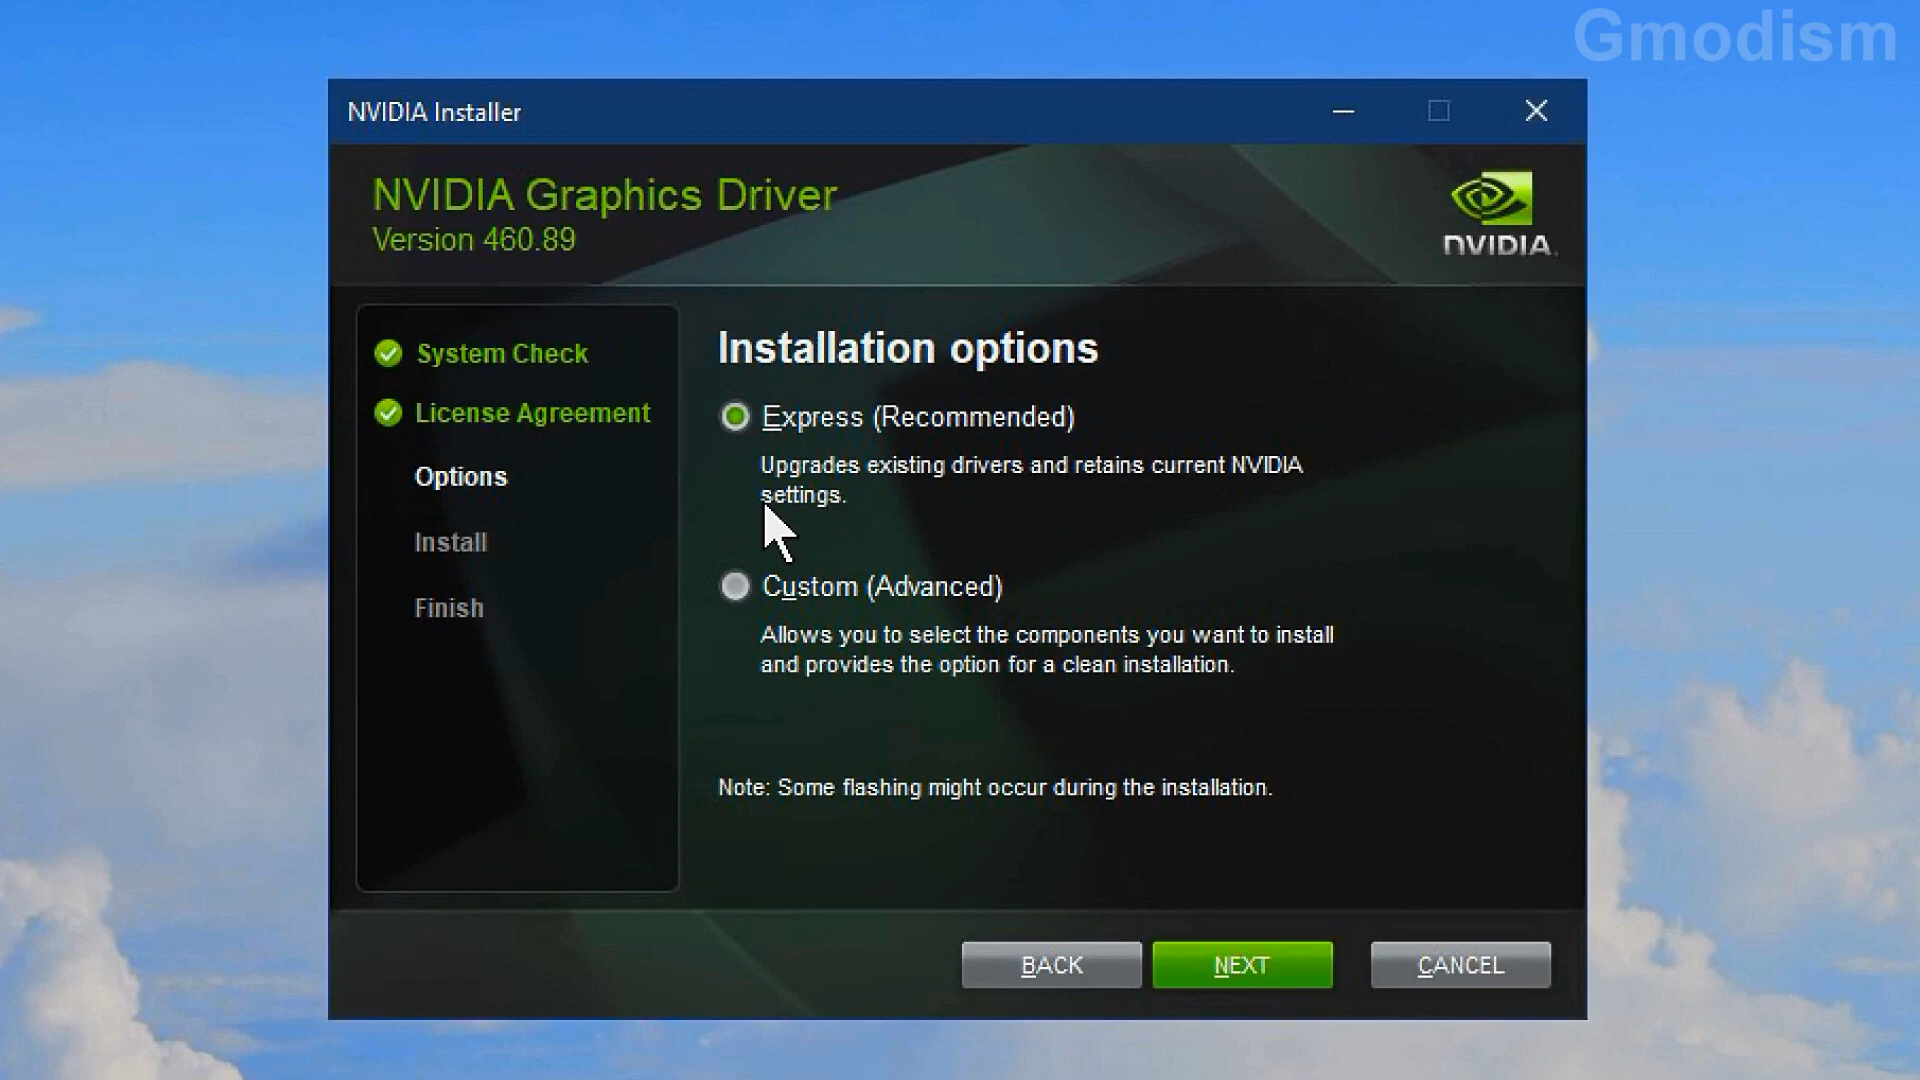 Gmodism
NVIDIA Installer
NVIDIA Graphics Driver
Version 460.89
NVIDIA.
System Check
License Agreement
Options
Install
Finish
Installation options
Express (Recommended)
Upgrades existing drivers and retains current NVIDIA
settings.
Custom (Advanced)
Allows you to select the components you want to install
and provides the option for a clean installation.
Note: Some flashing might occur during the installation.
BACK
NEXT
CANCEL